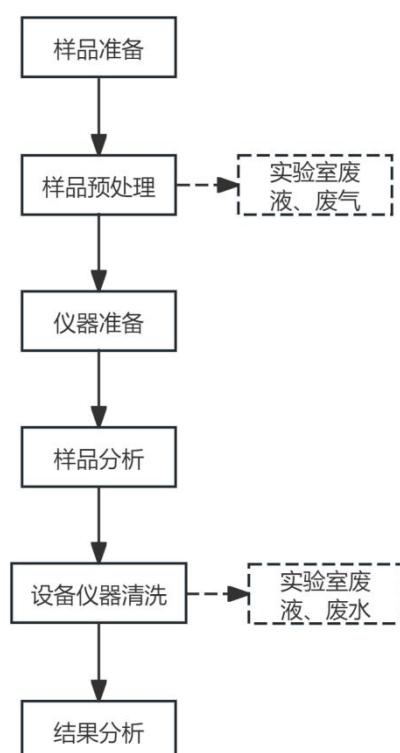 样品准备
样品预处理
实验室废
液、废气
仪器准备
样品分析
设备仪器清洗
实验室废
液、废水
结果分析